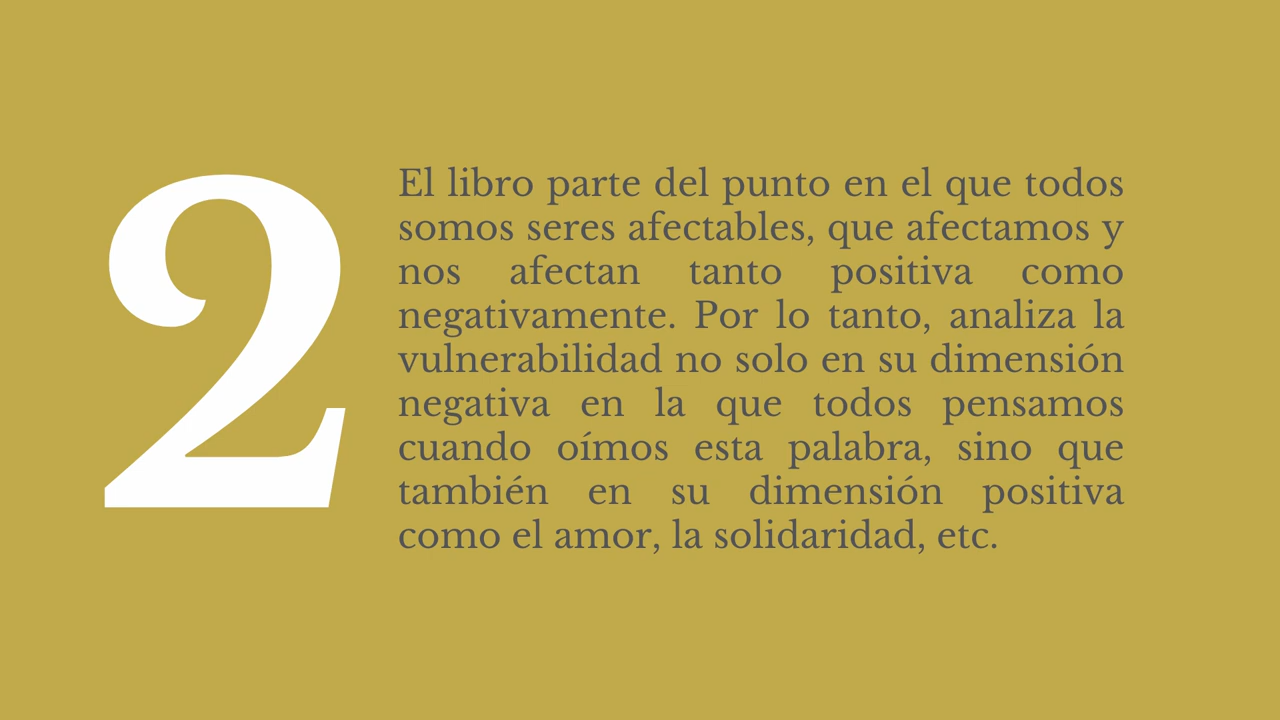 2
El libro parte del punto en el que todos
somos seres afectables, que afectamos y
nos afectan tanto positiva como
negativamente. Por lo tanto, analiza la
vulnerabilidad no solo en su dimensión
negativa en la que todos pensamos
cuando oímos esta palabra, sino que
también en su dimensión positiva
como el amor, la solidaridad, etc.